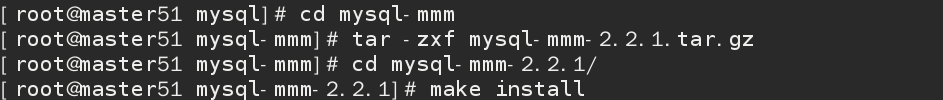 [root@master51 mysql]# cd mysql-mmm
[root@master51 mysql-mmm]# tar -zxf mysql-mmm-2.2.1.tar.gz
[root@master51 mysql-mmm]# cd mysql-mmm-2.2.1/
[root@master51 mysql-mmm-2.2.1]# make install